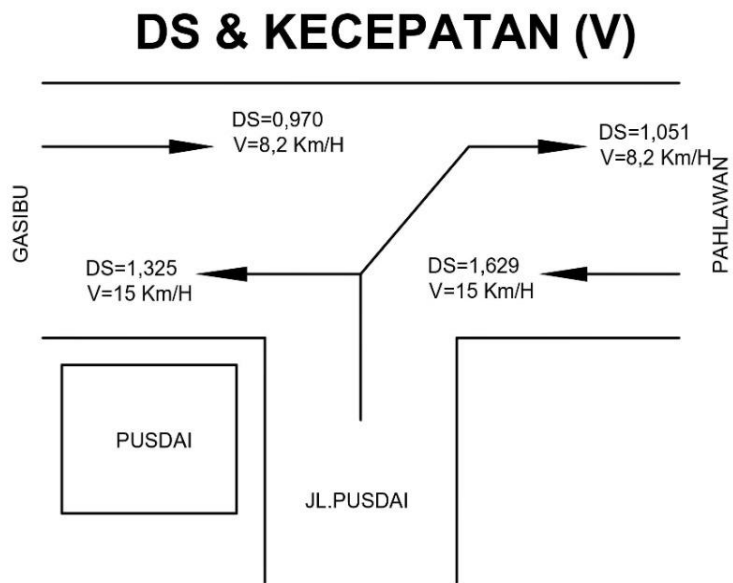 DS & KECEPATAN (V)
DS=0,970
V=8,2 Km/H
DS=1,051
V=8,2 Km/H
GASIBU
PAHLAWAN
DS=1,325
V=15 Km/H
DS=1,629
V=15 Km/H
PUSDAI
JL.PUSDAI